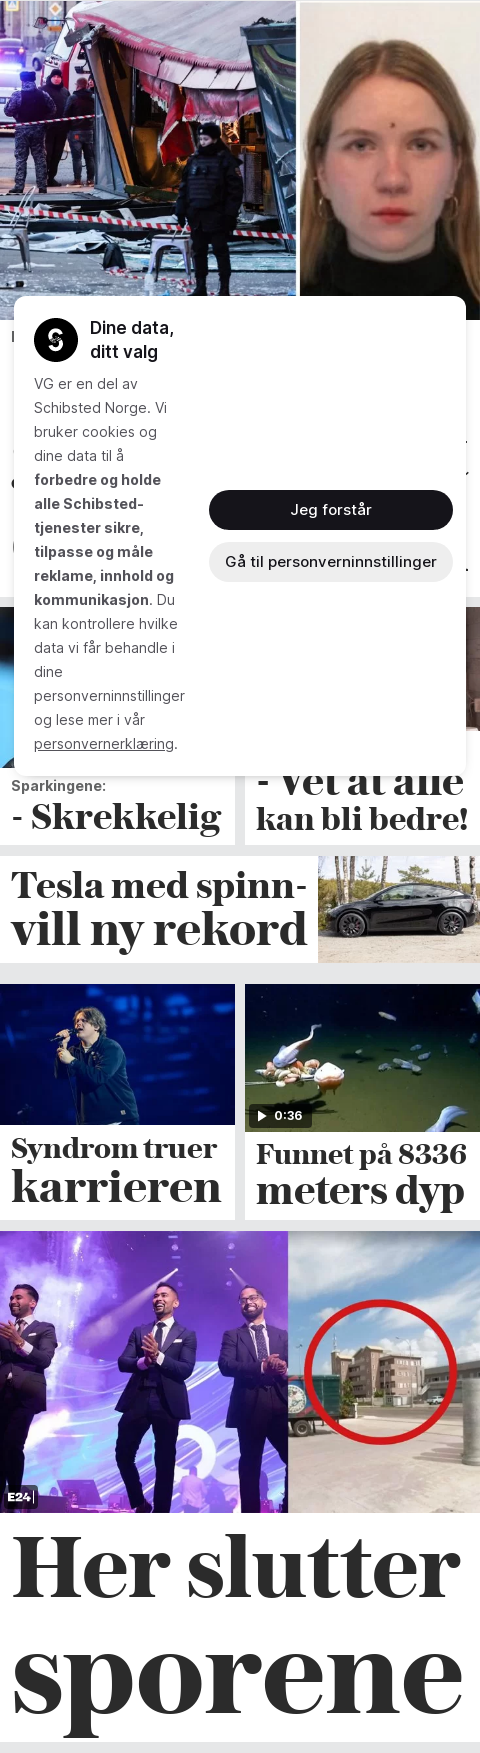 Dine data,
ditt valg
VG er en del av
Schibsted Norge. Vi
bruker cookies og
dine data til å
forbedre og holde
alle Schibsted-
tjenester sikre,
tilpasse og måle
reklame, innhold og
kommunikasjon. Du
kan kontrollere hvilke
data vi får behandle i
dine
personverninnstillinger
og lese mer i vår
personvernerklæring.
Jeg forstår
Gå til personverninnstillinger
Sparkingene:
- Skrekkelig
- Vet at alle
kan bli bedre!
Tesla med spinn-
vill ny rekord
Syndrom truer
karrieren
0:36
Funnet på 8336
meters dyp
E24
Her slutter
sporene